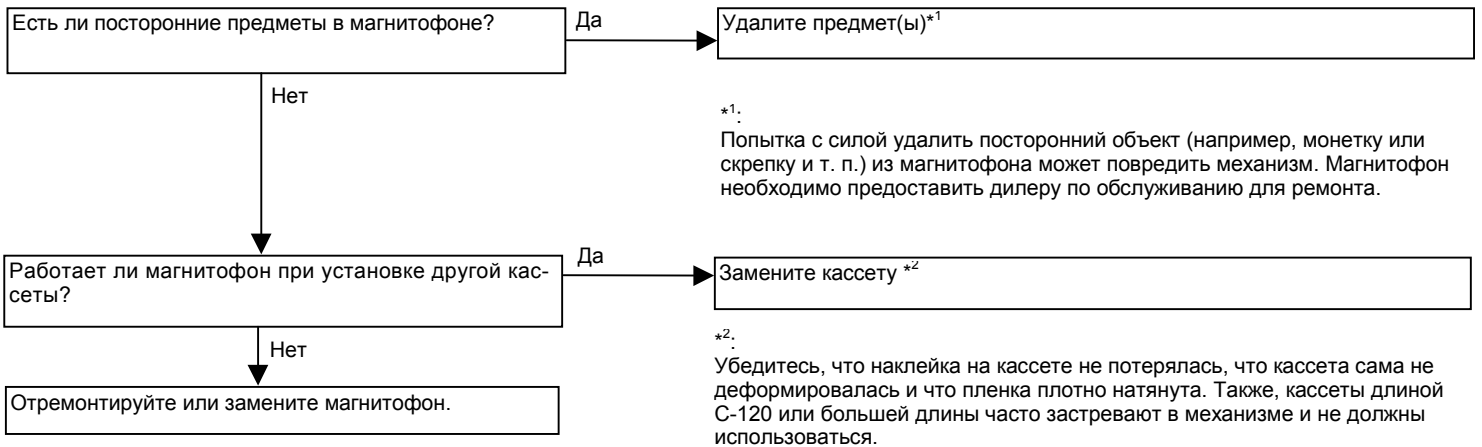 Есть ли посторонние предметы в магнитофоне?
Да
Удалите предмет(ы)*1
Нет
*1:
Попытка с силой удалить посторонний объект (например, монетку или
скрепку и т. п.) из магнитофона может повредить механизм. Магнитофон
необходимо предоставить дилеру по обслуживанию для ремонта.
Работает ли магнитофон при установке другой кас-
сеты?
Да
Замените кассету *2
Нет
*2:
Убедитесь, что наклейка на кассете не потерялась, что кассета сама не
деформировалась и что пленка плотно натянута. Также, кассеты длиной
С-120 или большей длины часто застревают в механизме и не должны
использоваться.
Отремонтируйте или замените магнитофон.